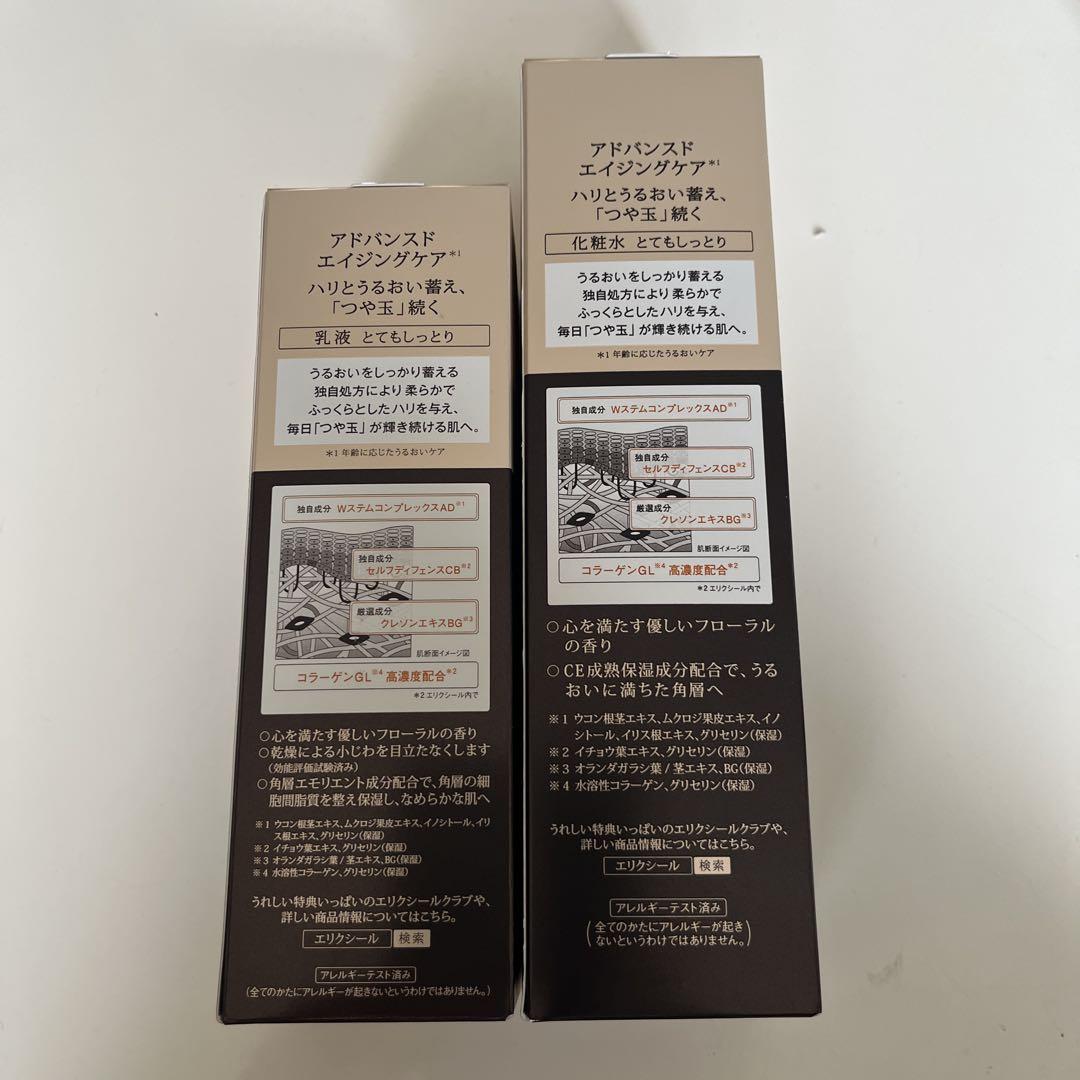 アドバンスド
エイジングケア*1
ハリとうるおい蓄え、
「つや玉」続く
乳液 とてもしっとり
うるおいをしっかり蓄える
独自処方により柔らかで
ふっくらとしたハリを与え、
毎日「つや玉」が輝き続ける肌へ。
*1 年齢に応じたうるおいケア
独自成分 WステムコンプレックスAD※1
独自成分
セルフディフェンスCB※2
厳選成分
クレソンエキスBG※3
肌断面イメージ図
コラーゲンGL※4 高濃度配合*2
*2 エリクシール内で
○心を満たす優しいフローラルの香り
○乾燥による小じわを目立たなくします
(効能評価試験済み)
○角層エモリエント成分配合で、角層の細
胞間脂質を整え保湿し、なめらかな肌へ
※1 ウコン根茎エキス、ムクロジ果皮エキス、イノシトール、イリ
ス根エキス、グリセリン(保湿)
※2 イチョウ葉エキス、グリセリン(保湿)
※3 オランダガラシ葉/茎エキス、BG(保湿)
※4 水溶性コラーゲン、グリセリン(保湿)
うれしい特典いっぱいのエリクシールクラブや、
詳しい商品情報についてはこちら。
エリクシール 検索
アレルギーテスト済み
(全てのかたにアレルギーが起きないというわけではありません。)
アドバンスド
エイジングケア*1
ハリとうるおい蓄え、
「つや玉」続く
化粧水 とてもしっとり
うるおいをしっかり蓄える
独自処方により柔らかで
ふっくらとしたハリを与え、
毎日「つや玉」が輝き続ける肌へ。
*1 年齢に応じたうるおいケア
独自成分 WステムコンプレックスAD※1
独自成分
セルフディフェンスCB※2
厳選成分
クレソンエキスBG※3
肌断面イメージ図
コラーゲンGL※4 高濃度配合*2
*2 エリクシール内で
○心を満たす優しいフローラル
の香り
○CE成熟保湿成分配合で、うる
おいに満ちた角層へ
※1 ウコン根茎エキス、ムクロジ果皮エキス、イノ
シトール、イリス根エキス、グリセリン(保湿)
※2 イチョウ葉エキス、グリセリン(保湿)
※3 オランダガラシ葉/茎エキス、BG(保湿)
※4 水溶性コラーゲン、グリセリン(保湿)
うれしい特典いっぱいのエリクシールクラブや、
詳しい商品情報についてはこちら。
エリクシール 検索
アレルギーテスト済み
(全てのかたにアレルギーが起き
ないというわけではありません。)